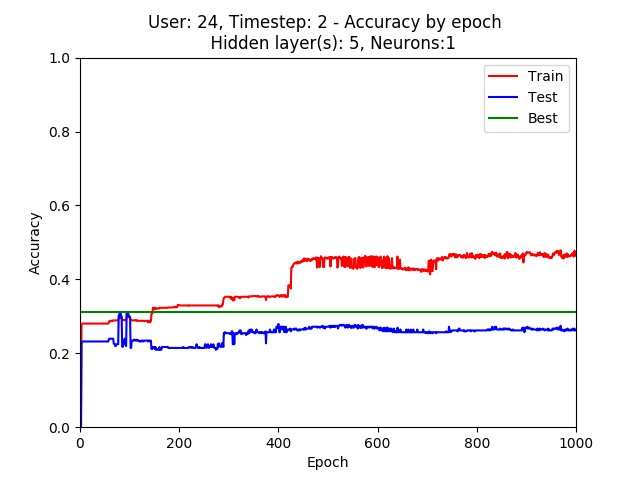 User: 24, Timestep: 2 - Accuracy by epoch
Hidden layer(s): 5, Neurons:1
1.0
0.8
0.6
0.4
0.2
0.0
Accuracy
Train
Test
Best
0
200
400
600
800
1000
Epoch